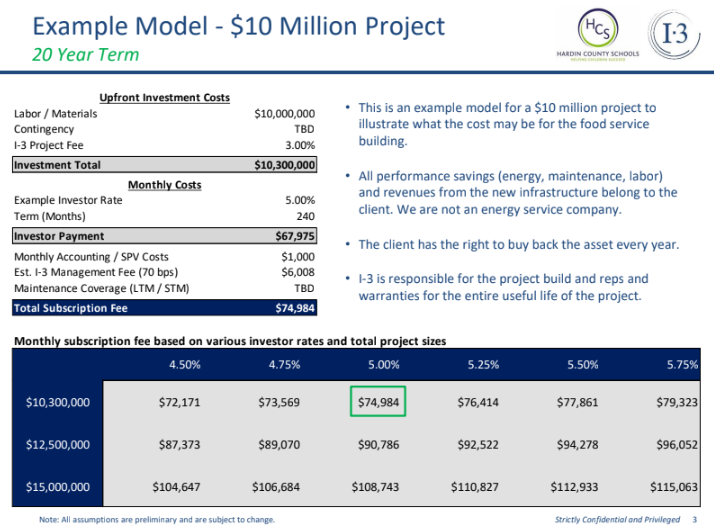 Example Model - $10 Million Project
20 Year Term
HCS
HARDIN COUNTY SCHOOLS
HELPING CHILDREN SUCCEED
I·3
Upfront Investment Costs
Labor / Materials $10,000,000
Contingency TBD
I-3 Project Fee 3.00%
Investment Total $10,300,000
Monthly Costs
Example Investor Rate 5.00%
Term (Months) 240
Investor Payment $67,975
Monthly Accounting / SPV Costs $1,000
Est. I-3 Management Fee (70 bps) $6,008
Maintenance Coverage (LTM / STM) TBD
Total Subscription Fee $74,984
• This is an example model for a $10 million project to
illustrate what the cost may be for the food service
building.
• All performance savings (energy, maintenance, labor)
and revenues from the new infrastructure belong to the
client. We are not an energy service company.
• The client has the right to buy back the asset every year.
• I-3 is responsible for the project build and reps and
warranties for the entire useful life of the project.
Monthly subscription fee based on various investor rates and total project sizes
4.50% 4.75% 5.00% 5.25% 5.50% 5.75%
$10,300,000 $72,171 $73,569 $74,984 $76,414 $77,861 $79,323
$12,500,000 $87,373 $89,070 $90,786 $92,522 $94,278 $96,052
$15,000,000 $104,647 $106,684 $108,743 $110,827 $112,933 $115,063
Note: All assumptions are preliminary and are subject to change.
Strictly Confidential and Privileged 3